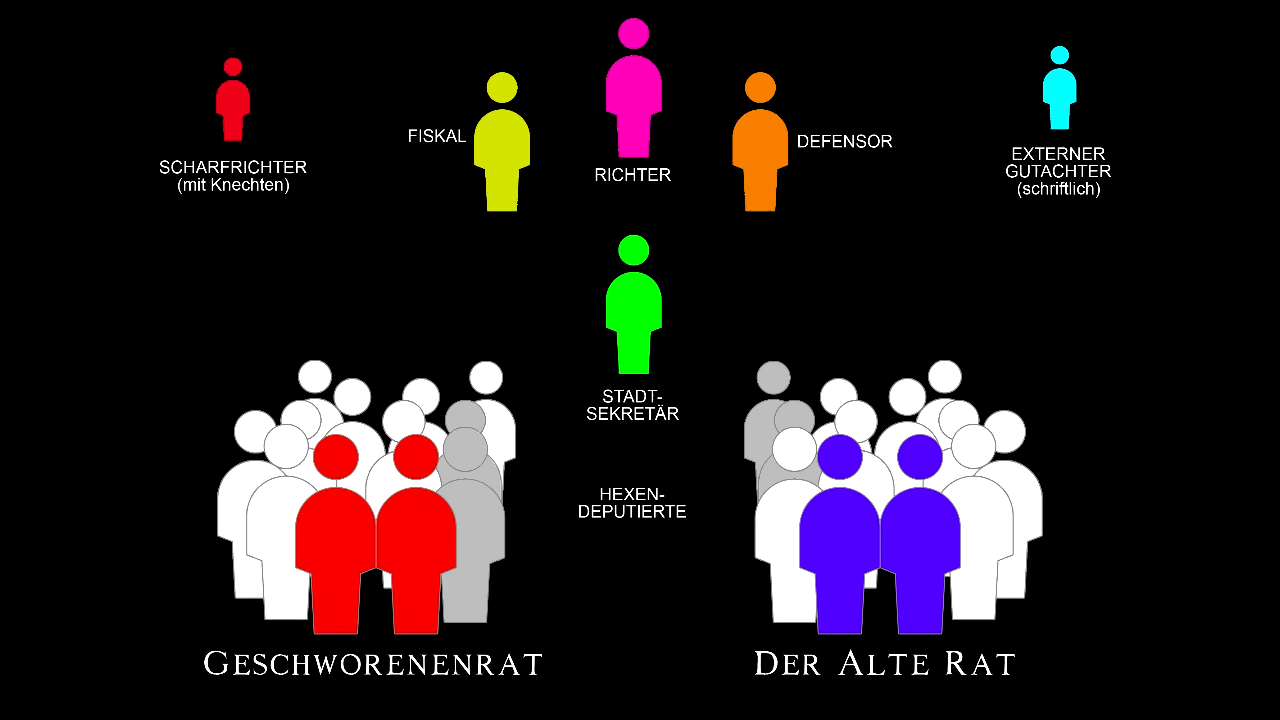 FISKAL
RICHTER
DEFENSOR
SCHARFRICHTER
(mit Knechten)
EXTERNER
GUTACHTER
(schriftlich)
STADT-
SEKRETÄR
HEXEN-
DEPUTIERTE
GESCHWORENENRAT
DER ALTE RAT